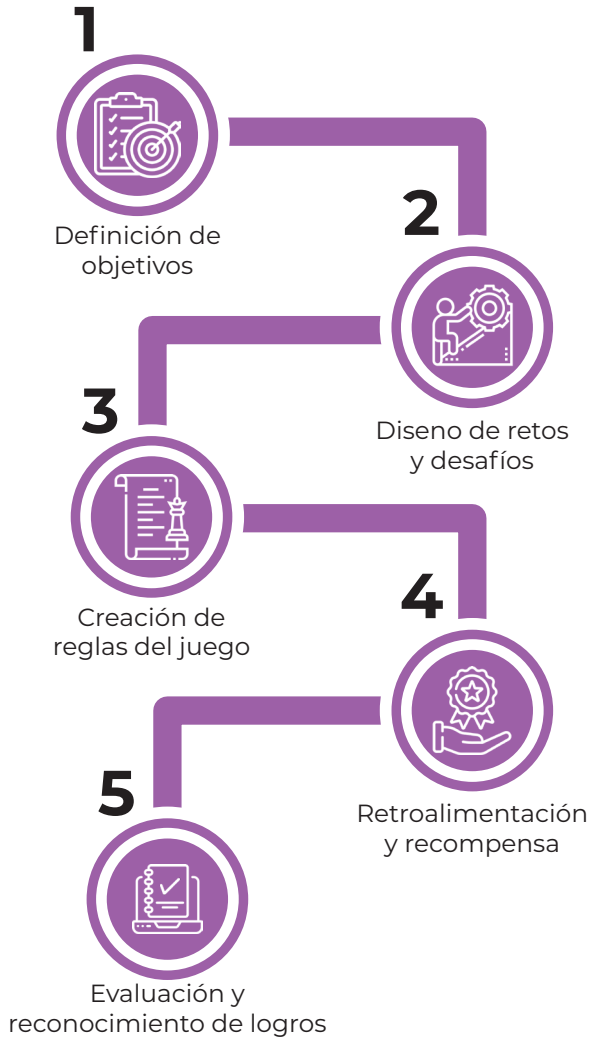 1
Definición de
objetivos
2
Diseno de retos
y desafíos
3
Creación de
reglas del juego
4
Retroalimentación
y recompensa
5
Evaluación y
reconocimiento de logros